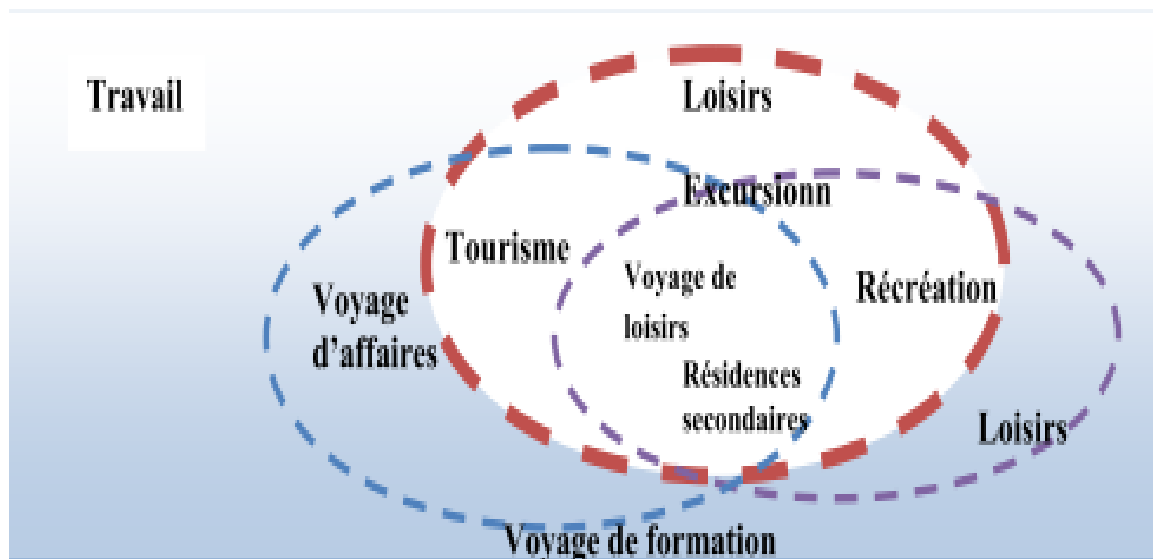 Travail
Loisirs
Excursionn
Tourisme
Voyage de
loisirs
Récréation
Voyage
d'affaires
Résidences
secondaires
Loisirs
Voyage de formation